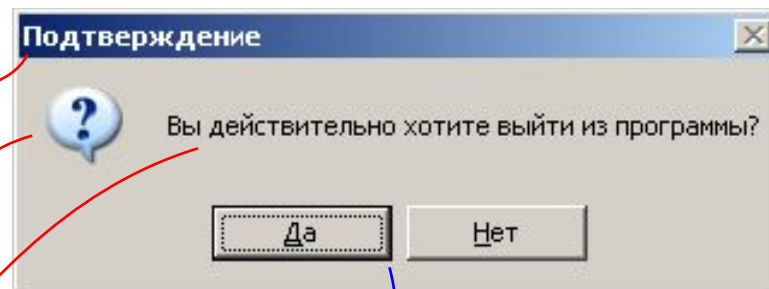 Подтверждение
?
Вы действительно хотите выйти из программы?
Да
Нет